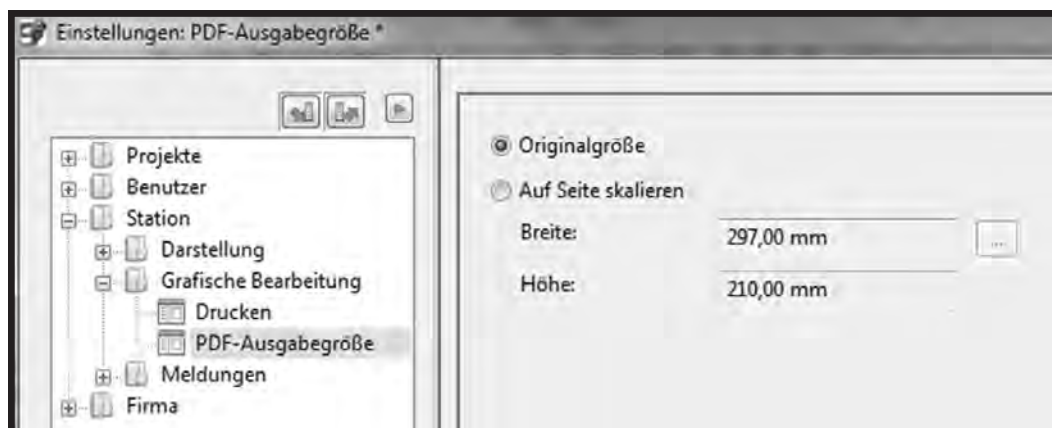 Einstellungen: PDF-Ausgabegröße *
Projekte
Benutzer
Station
Darstellung
Grafische Bearbeitung
Drucken
PDF-Ausgabegröße
Meldungen
Firma
Originalgröße
Auf Seite skalieren
Breite: 297,00 mm ...
Höhe: 210,00 mm